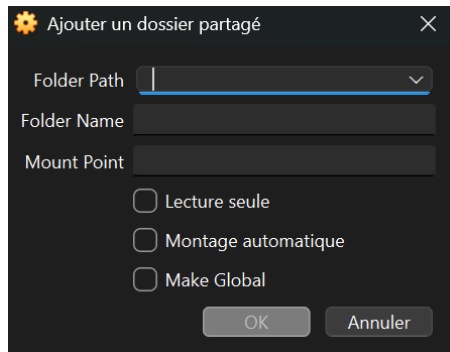 Ajouter un dossier partagé
Folder Path
Folder Name
Mount Point
Lecture seule
Montage automatique
Make Global
OK Annuler